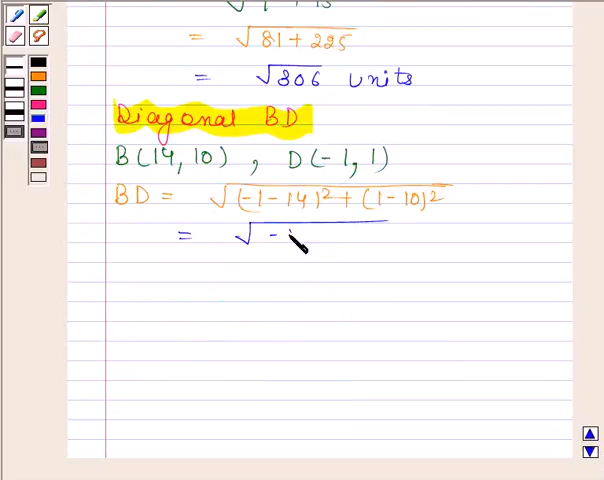 = √81 + 225
= √306 units
Diagonal BD
B(14, 10) , D(-1, 1)
BD = √(-1-14)² + (1-10)²
= √-